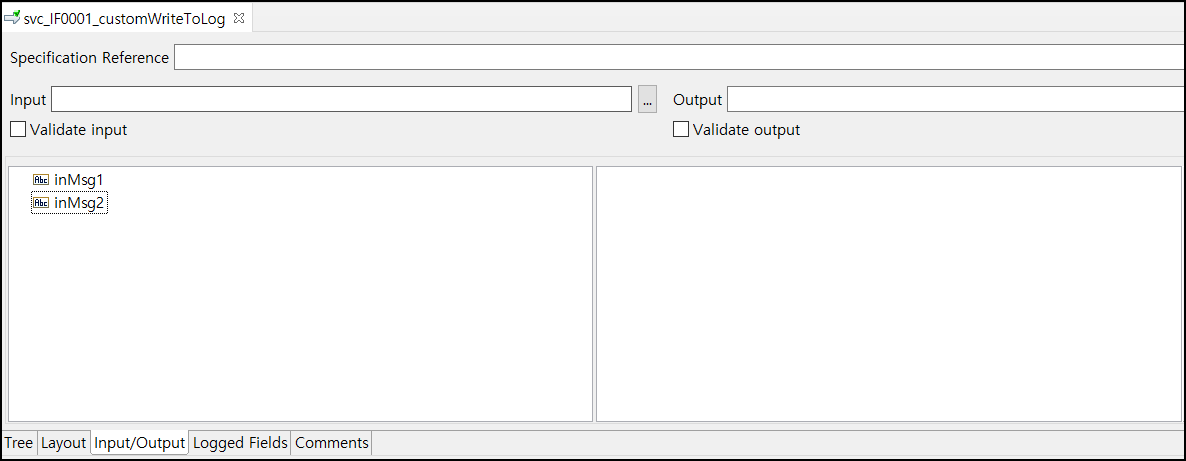 svc_IF0001_customWriteToLog
Specification Reference
Input ... Output
Validate input Validate output
Abc inMsg1
Abc inMsg2
Tree Layout Input/Output Logged Fields Comments